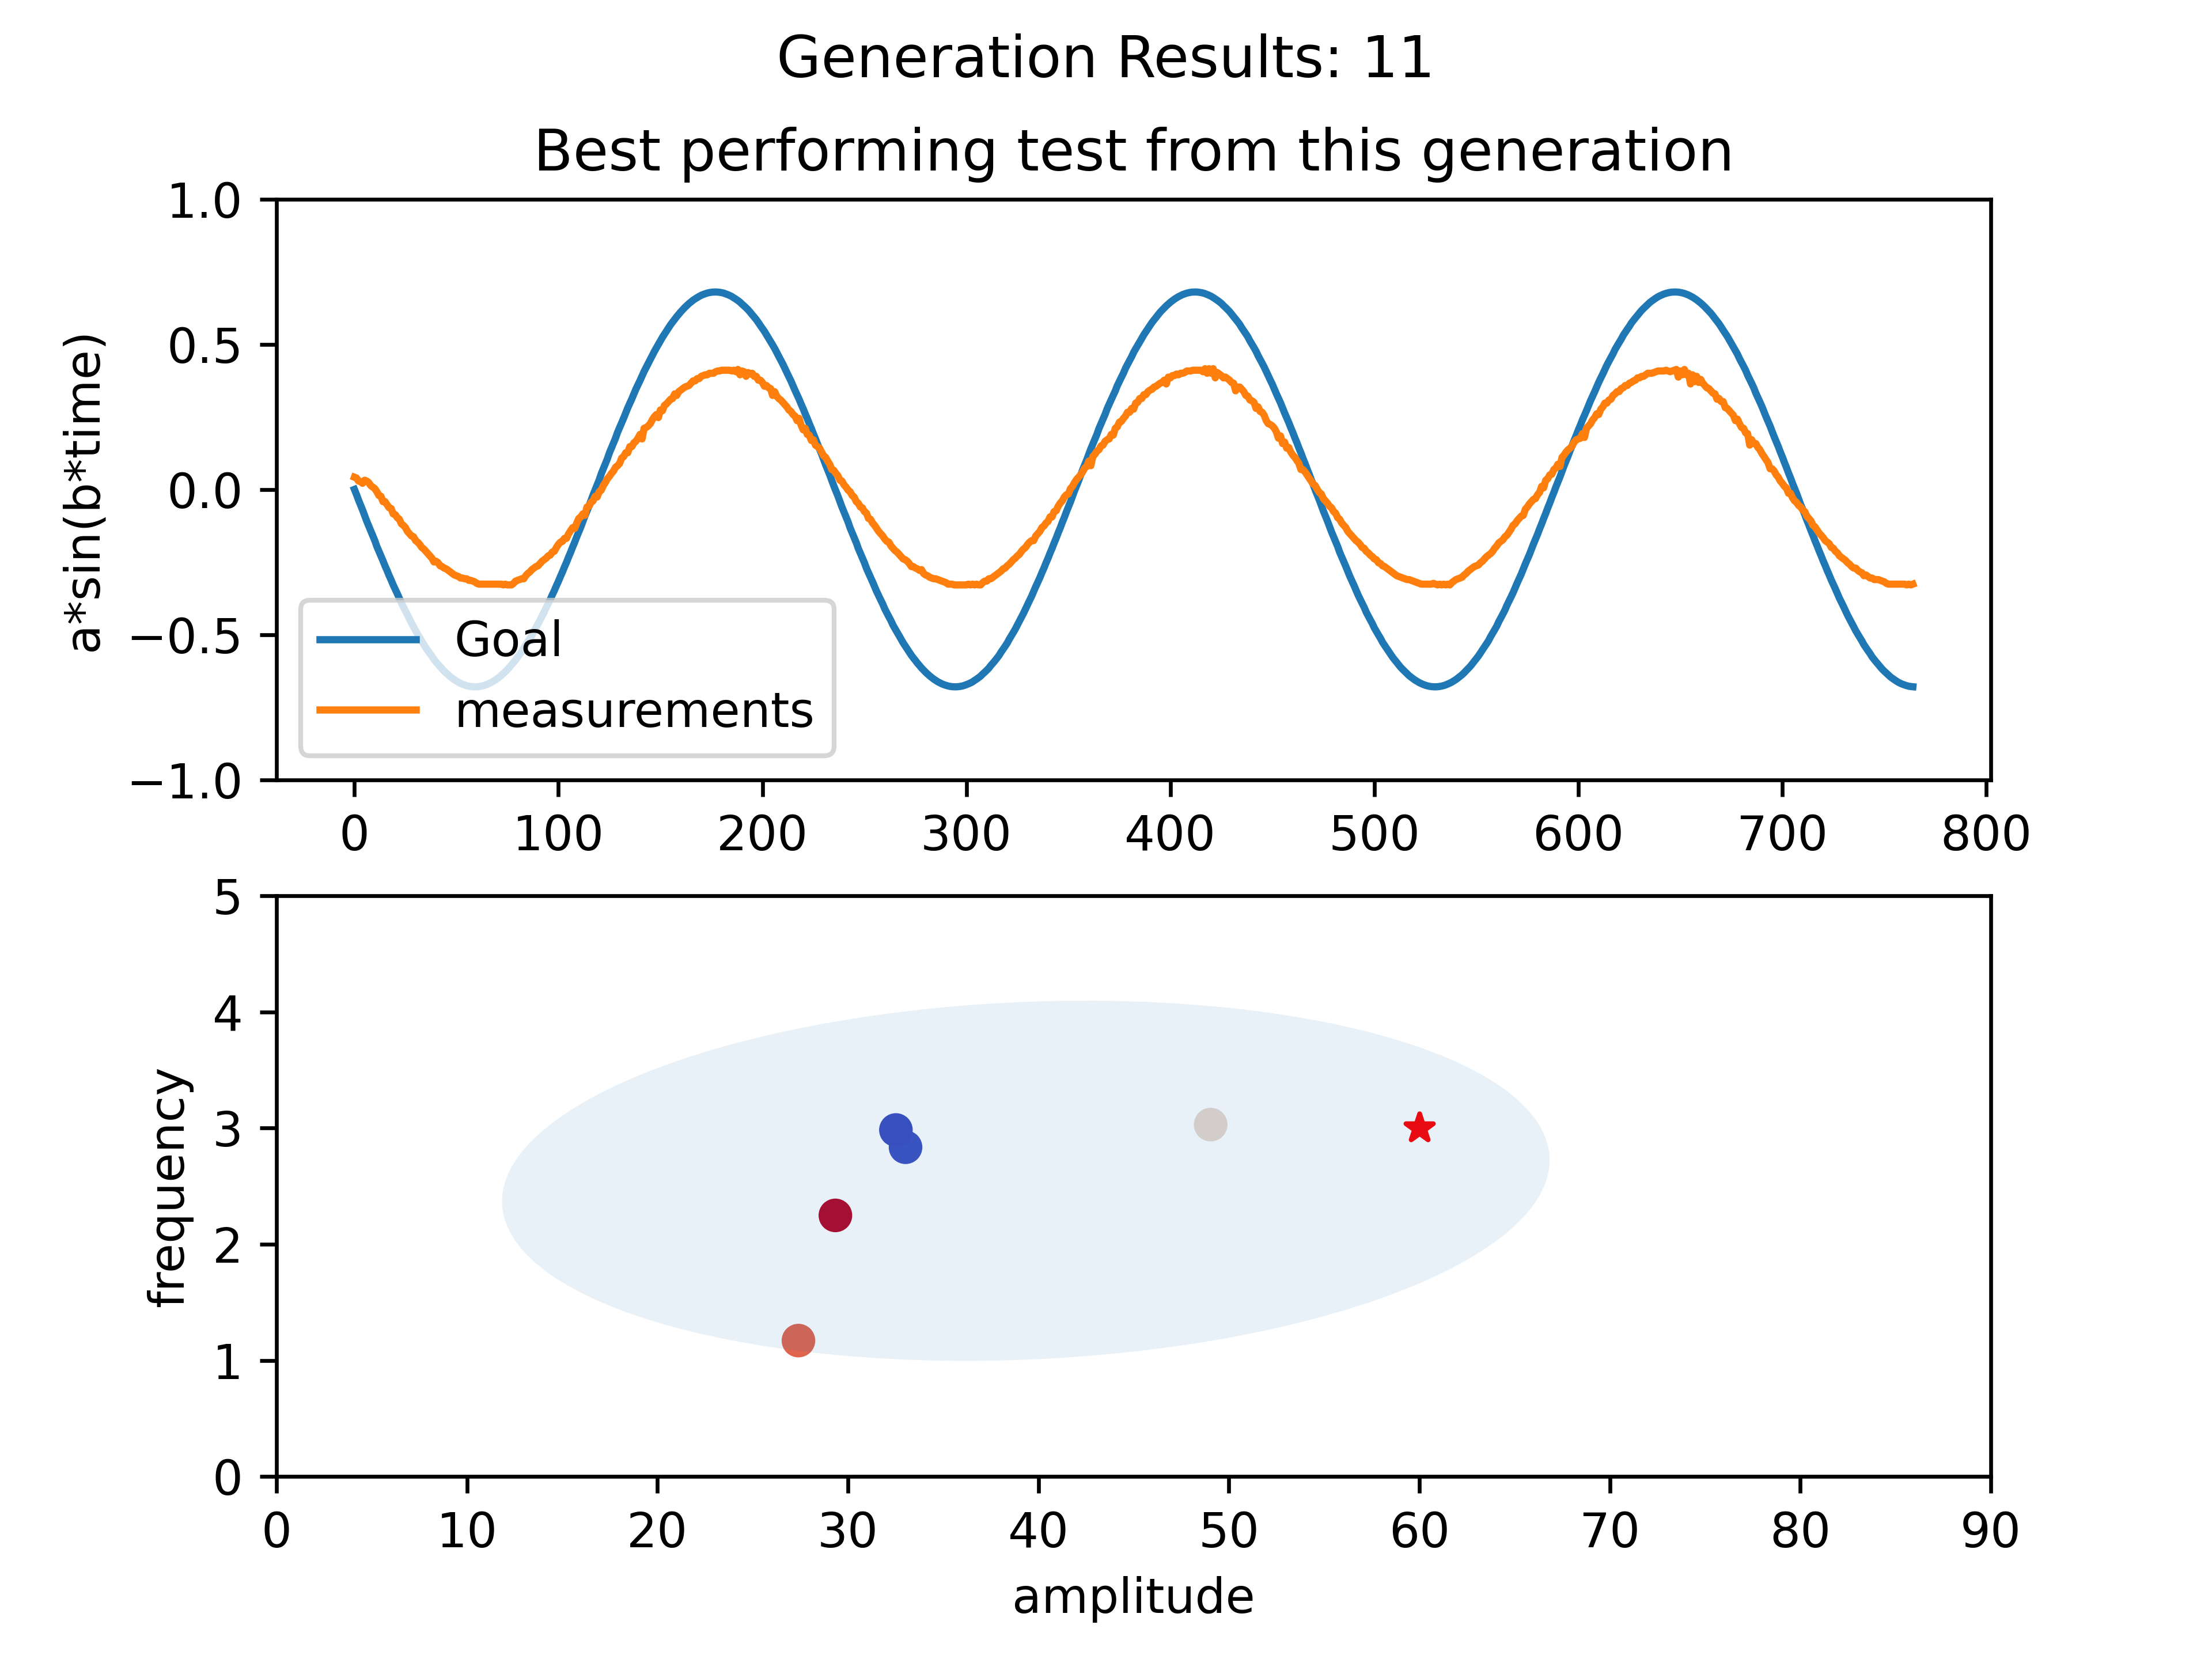 Generation Results: 11
Best performing test from this generation
1.0
0.5
0.0
−0.5
−1.0
a*sin(b*time)
Goal
measurements
0 100 200 300 400 500 600 700 800
5
4
3
2
1
0
frequency
0 10 20 30 40 50 60 70 80 90
amplitude